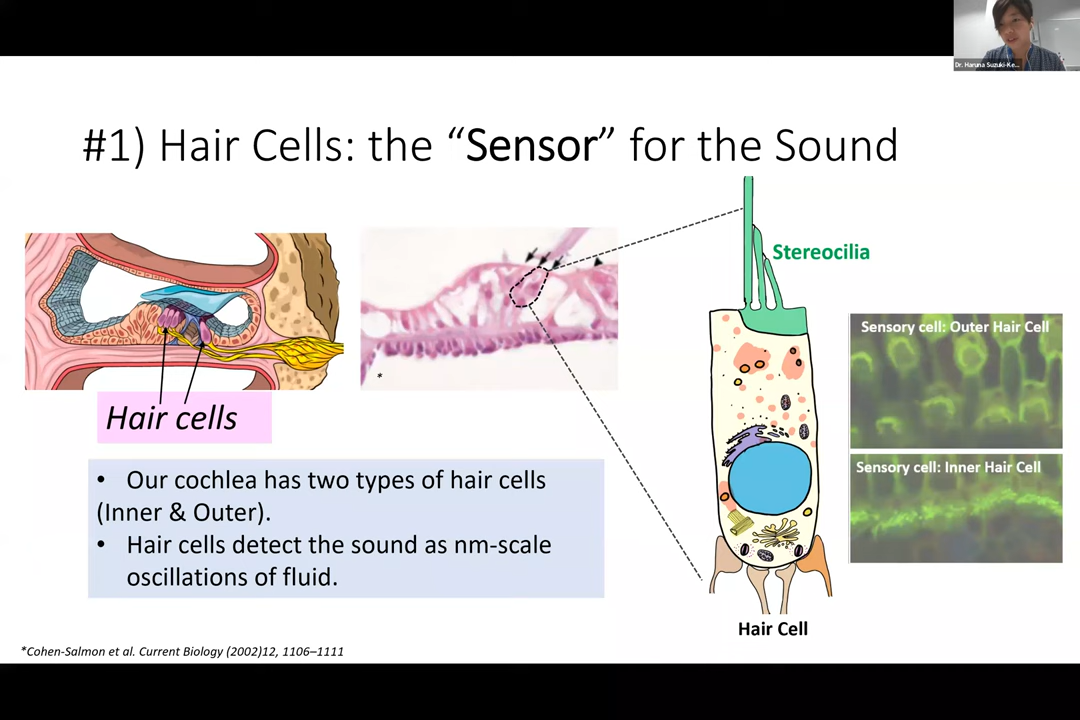 Dr. Haruna Suzuki-Ke...
#1) Hair Cells: the “Sensor” for the Sound
Stereocilia
Sensory cell: Outer Hair Cell
Hair cells
*
Sensory cell: Inner Hair Cell
• Our cochlea has two types of hair cells
(Inner & Outer).
• Hair cells detect the sound as nm-scale
oscillations of fluid.
Hair Cell
*Cohen-Salmon et al. Current Biology (2002)12, 1106–1111